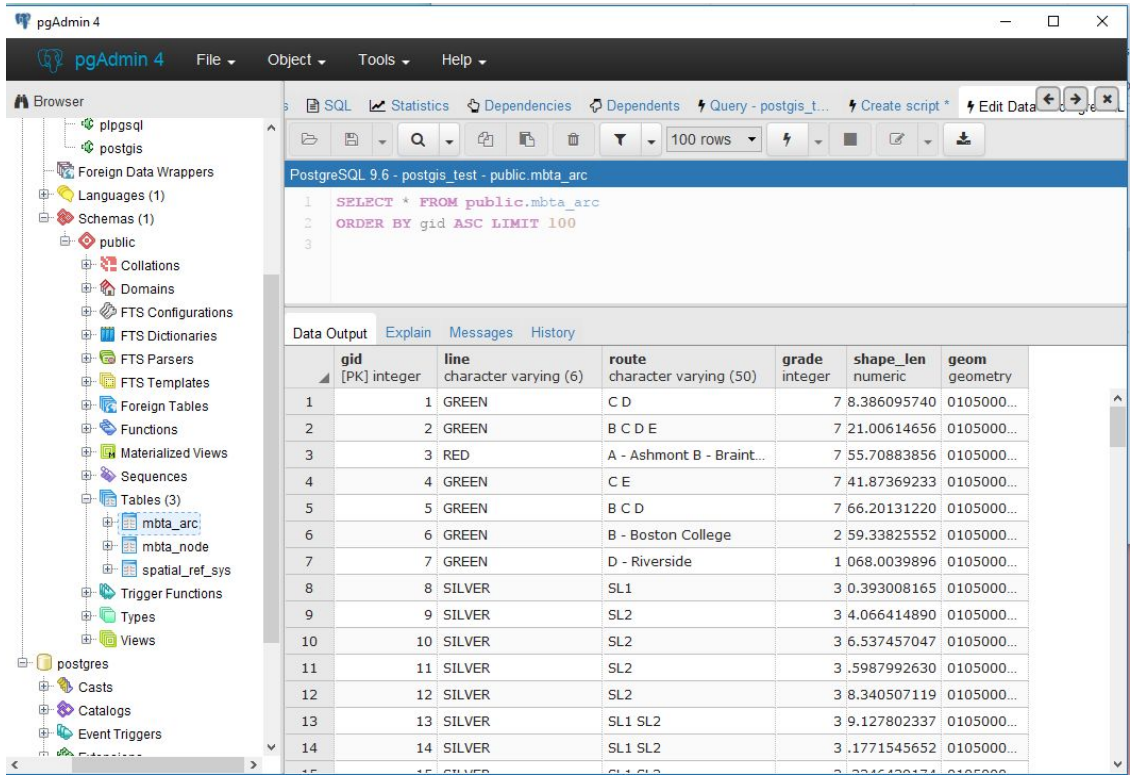 pgAdmin 4
pgAdmin 4 File Object Tools Help
Browser
plpgsql
postgis
Foreign Data Wrappers
Languages (1)
Schemas (1)
public
Collations
Domains
FTS Configurations
FTS Dictionaries
FTS Parsers
FTS Templates
Foreign Tables
Functions
Materialized Views
Sequences
Tables (3)
mbta_arc
mbta_node
spatial_ref_sys
Trigger Functions
Types
Views
postgres
Casts
Catalogs
Event Triggers
s SQL Statistics Dependencies Dependents Query - postgis_t... Create script * Edit Data
100 rows
PostgreSQL 9.6 - postgis_test - public.mbta_arc
1 SELECT * FROM public.mbta_arc
2 ORDER BY gid ASC LIMIT 100
3
Data Output Explain Messages History
gid line route grade shape_len geom
[PK] integer character varying (6) character varying (50) integer numeric geometry
1 1 GREEN C D 7 8.386095740 0105000...
2 2 GREEN B C D E 7 21.00614656 0105000...
3 3 RED A - Ashmont B - Braint... 7 55.70883856 0105000...
4 4 GREEN C E 7 41.87369233 0105000...
5 5 GREEN B C D 7 66.20131220 0105000...
6 6 GREEN B - Boston College 2 59.33825552 0105000...
7 7 GREEN D - Riverside 1 068.0039896 0105000...
8 8 SILVER SL1 3 0.393008165 0105000...
9 9 SILVER SL2 3 4.066414890 0105000...
10 10 SILVER SL2 3 6.537457047 0105000...
11 11 SILVER SL2 3 .5987992630 0105000...
12 12 SILVER SL2 3 8.340507119 0105000...
13 13 SILVER SL1 SL2 3 9.127802337 0105000...
14 14 SILVER SL1 SL2 3 .1771545652 0105000...